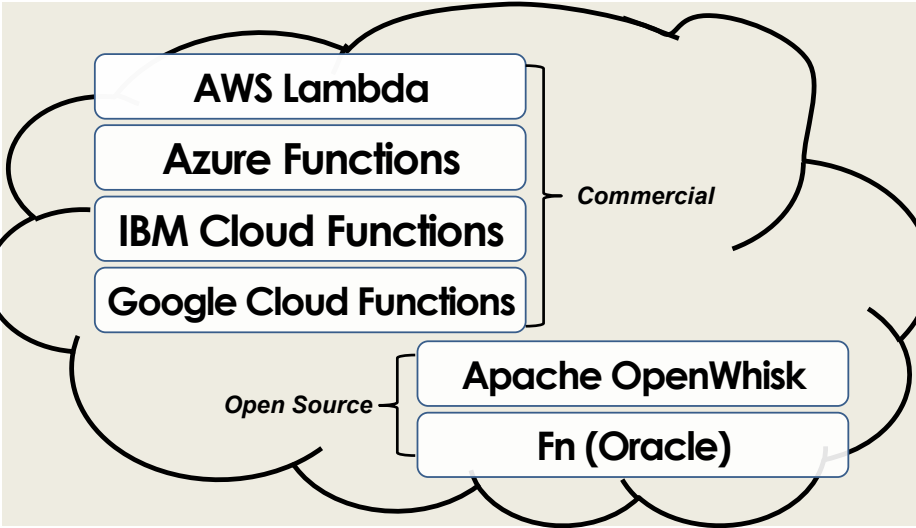 AWS Lambda
Azure Functions
Commercial
IBM Cloud Functions
Google Cloud Functions
Apache OpenWhisk
Open Source
Fn (Oracle)